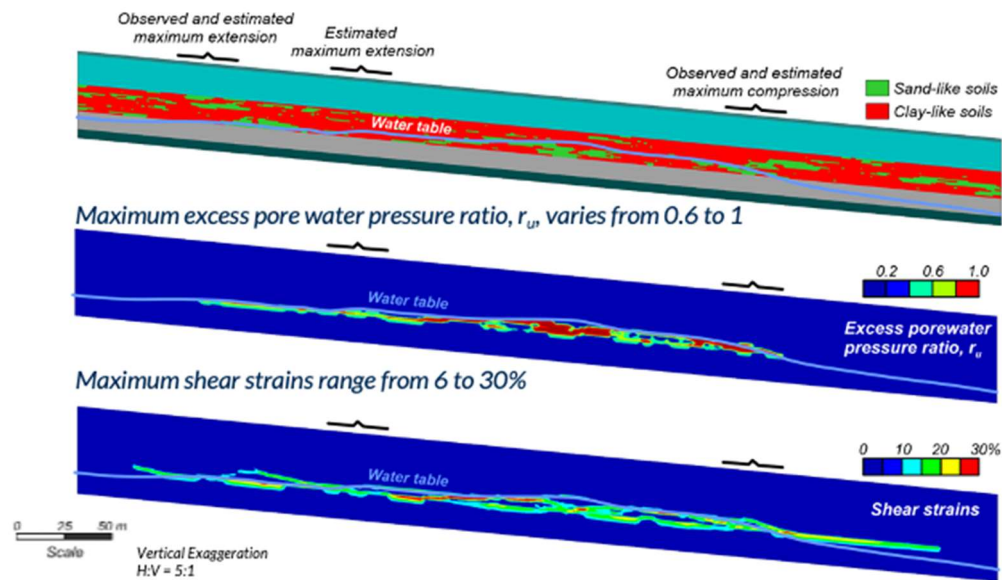 Observed and estimated
maximum extension
Estimated
maximum extension
Observed and estimated
maximum compression
Sand-like soils
Clay-like soils
Water table
Maximum excess pore water pressure ratio, ru, varies from 0.6 to 1
0.2 0.6 1.0
Water table
Excess porewater
pressure ratio, ru
Maximum shear strains range from 6 to 30%
0 10 20 30%
Water table
Shear strains
0 25 50 m
Scale
Vertical Exaggeration
H:V = 5:1